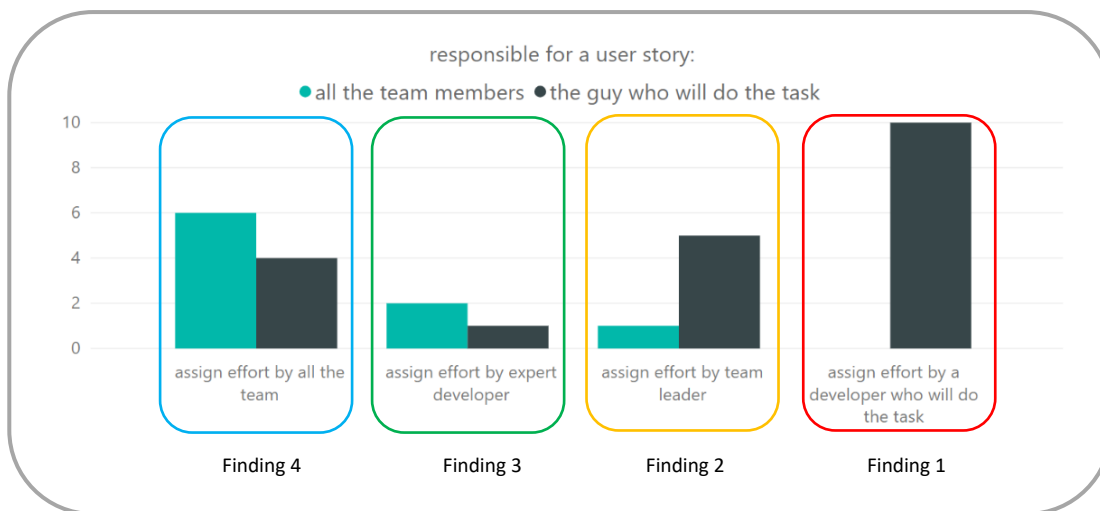 responsible for a user story:
all the team members the guy who will do the task
10
8
6
4
2
0
assign effort by all the
team
assign effort by expert
developer
assign effort by team
leader
assign effort by a
developer who will do
the task
Finding 4
Finding 3
Finding 2
Finding 1